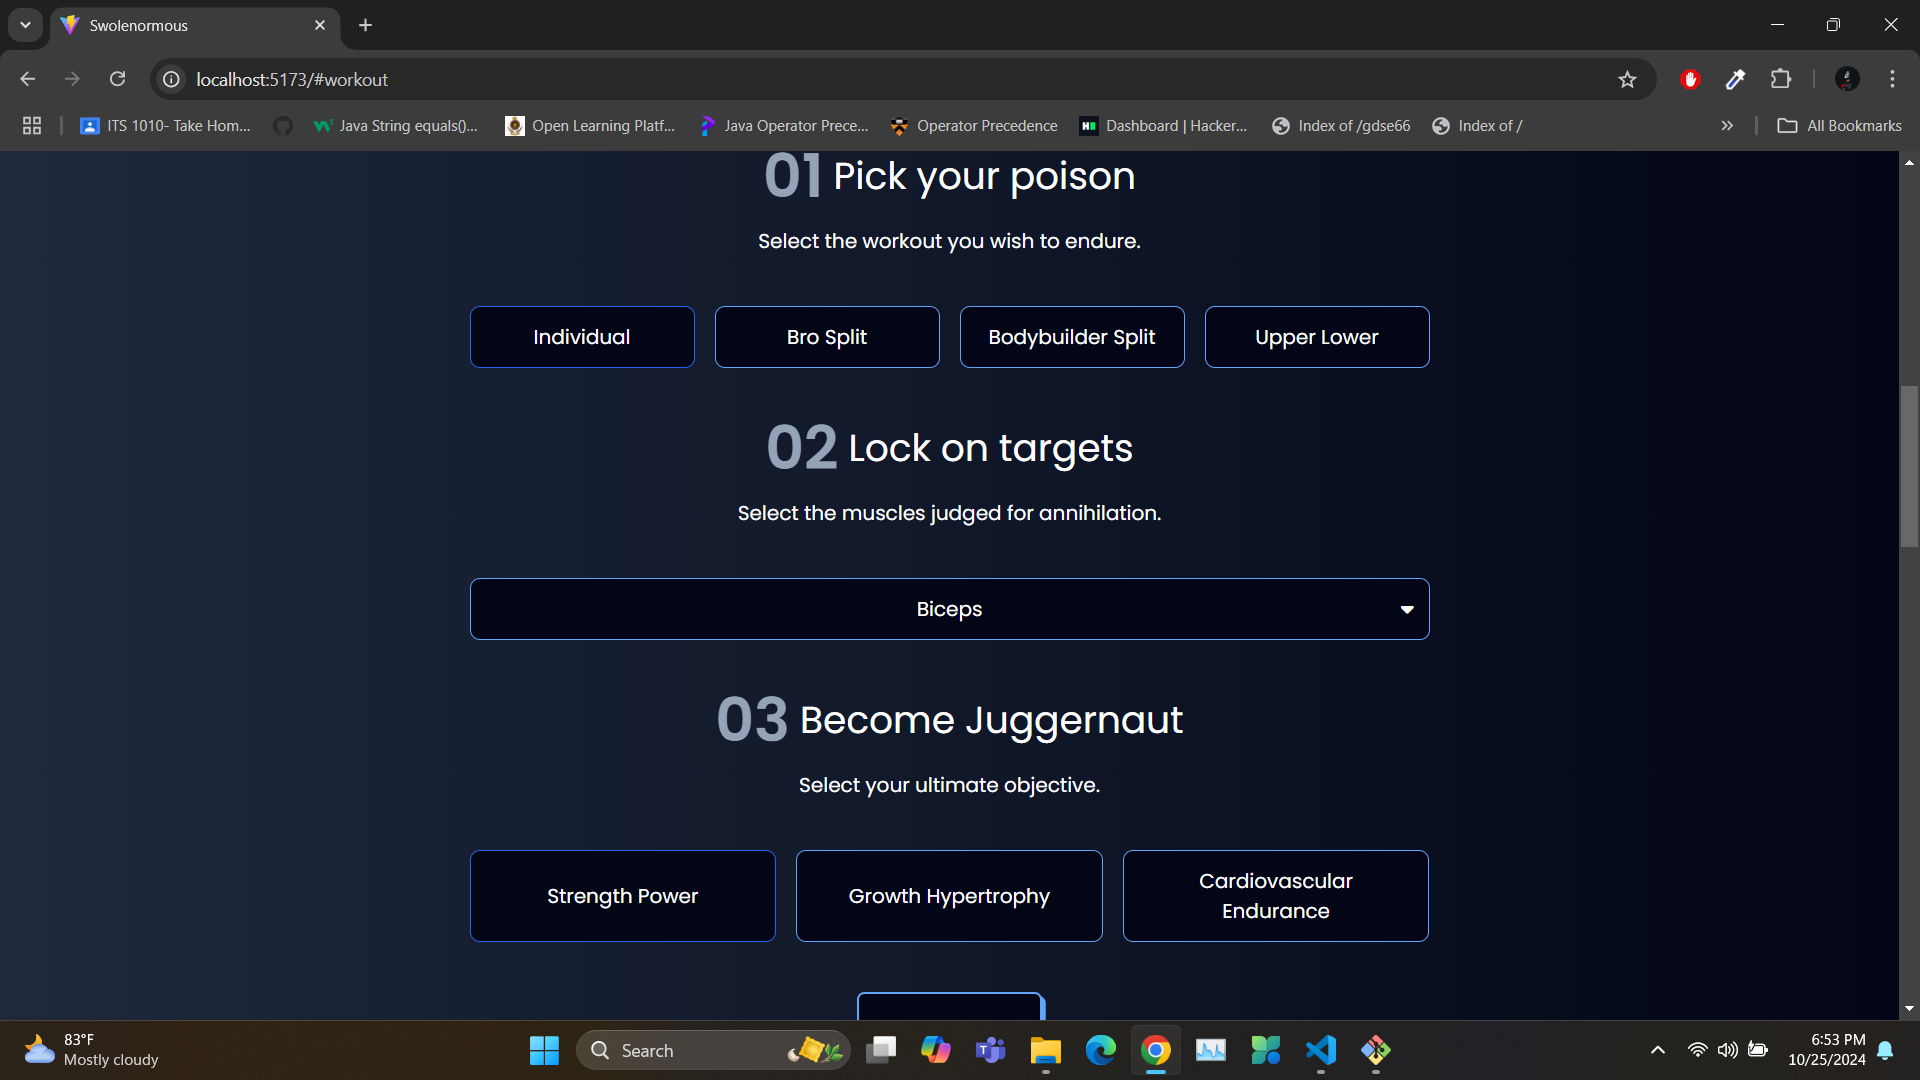 Swolenormous
localhost:5173/#workout
ITS 1010- Take Hom...
Java String equals()...
Open Learning Platf...
Java Operator Prece...
Operator Precedence
Dashboard | Hacker...
Index of /gdse66
Index of /
All Bookmarks
01 Pick your poison
Select the workout you wish to endure.
Individual
Bro Split
Bodybuilder Split
Upper Lower
02 Lock on targets
Select the muscles judged for annihilation.
Biceps
03 Become Juggernaut
Select your ultimate objective.
Strength Power
Growth Hypertrophy
Cardiovascular
Endurance
83°F
Mostly cloudy
Search
6:53 PM
10/25/2024